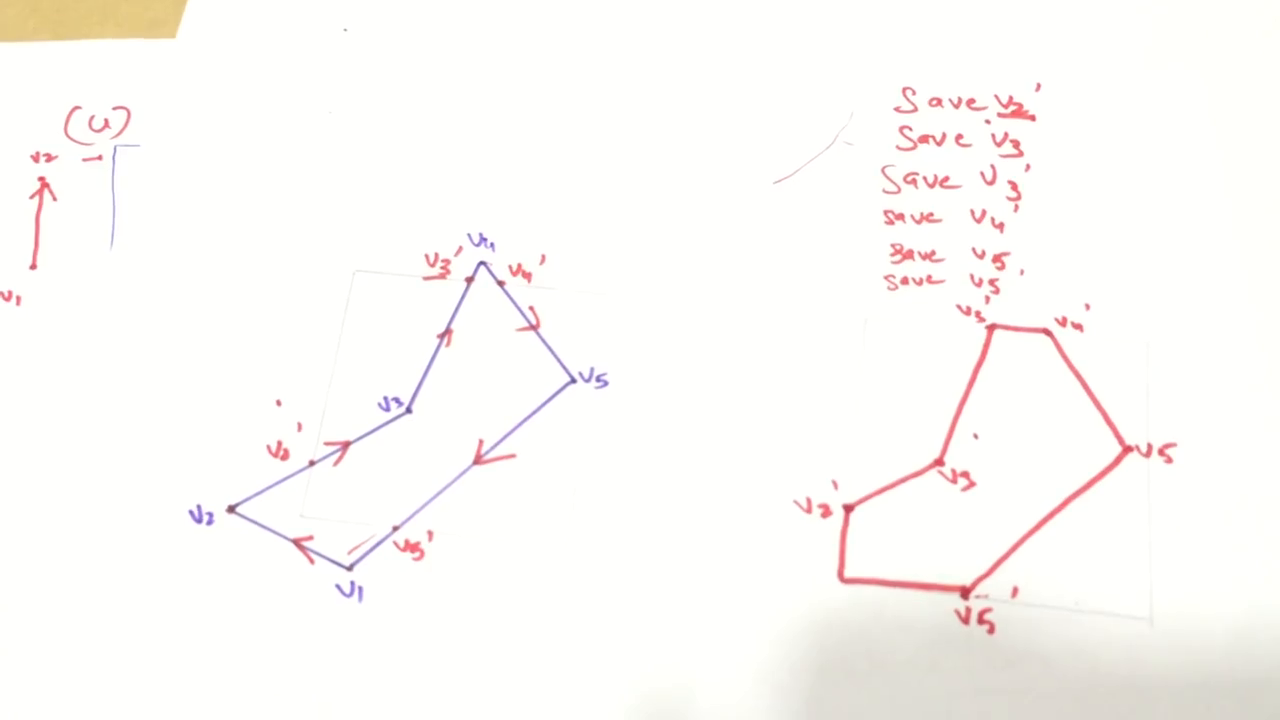 (4)
v2
v1
v4
v3'
v4'
v5
v3
v2'
v2
v5'
v1
Save v2'
Save v3
Save v3'
save v4'
save v5
save v5'
v3'
v4'
v5
v3
v2'
v5'